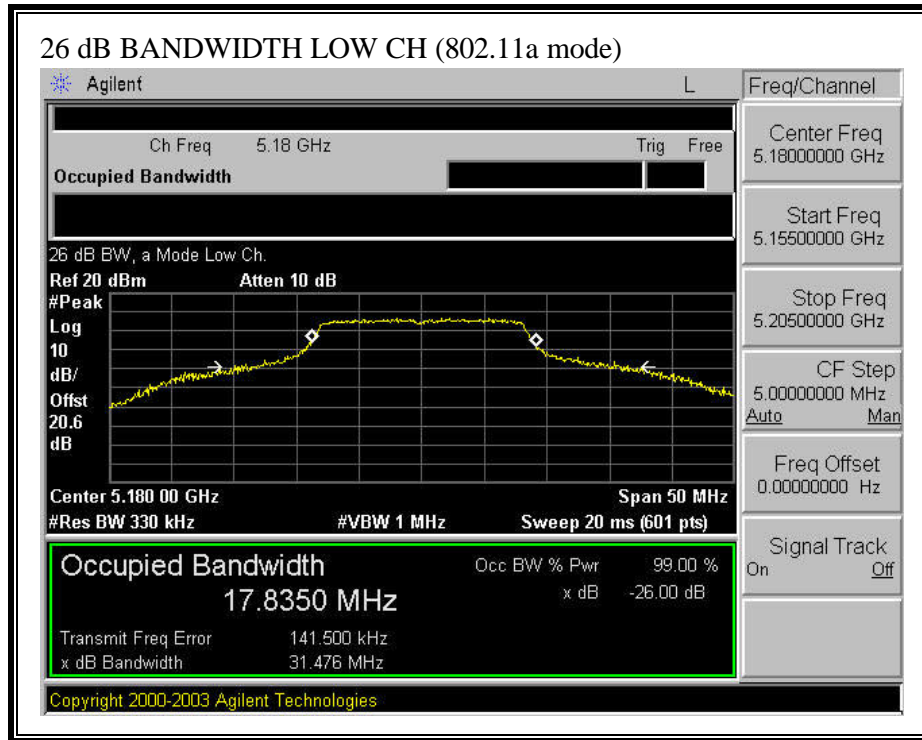 26 dB BANDWIDTH LOW CH (802.11a mode)
Agilent L Freq/Channel
Ch Freq 5.18 GHz Trig Free
Occupied Bandwidth
Center Freq
5.18000000 GHz
Start Freq
5.15500000 GHz
Stop Freq
5.20500000 GHz
CF Step
5.00000000 MHz
Auto Man
Freq Offset
0.00000000 Hz
Signal Track
On Off
26 dB BW, a Mode Low Ch.
Ref 20 dBm Atten 10 dB
#Peak
Log
10
dB/
Offst
20.6
dB
Center 5.180 00 GHz Span 50 MHz
#Res BW 330 kHz #VBW 1 MHz Sweep 20 ms (601 pts)
Occupied Bandwidth Occ BW % Pwr 99.00 %
17.8350 MHz x dB -26.00 dB
Transmit Freq Error 141.500 kHz
x dB Bandwidth 31.476 MHz
Copyright 2000-2003 Agilent Technologies